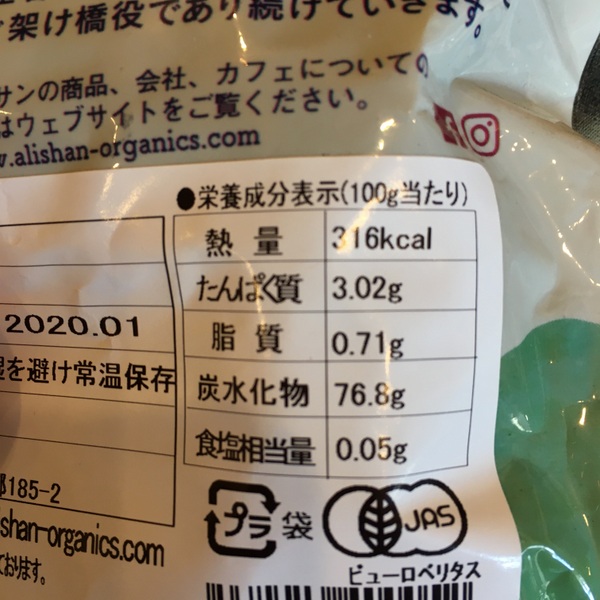 架け橋役であり続けていきます。
サンの商品、会社、カフェについての
はウェブサイトをご覧ください。
w.alishan-organics.com
●栄養成分表示(100g当たり)
熱量 316kcal
たんぱく質 3.02g
脂質 0.71g
炭水化物 76.8g
食塩相当量 0.05g
2020.01
を避け常温保存
185-2
shan-organics.com
ております。
プラ 袋 JAS
ビューロベリタス